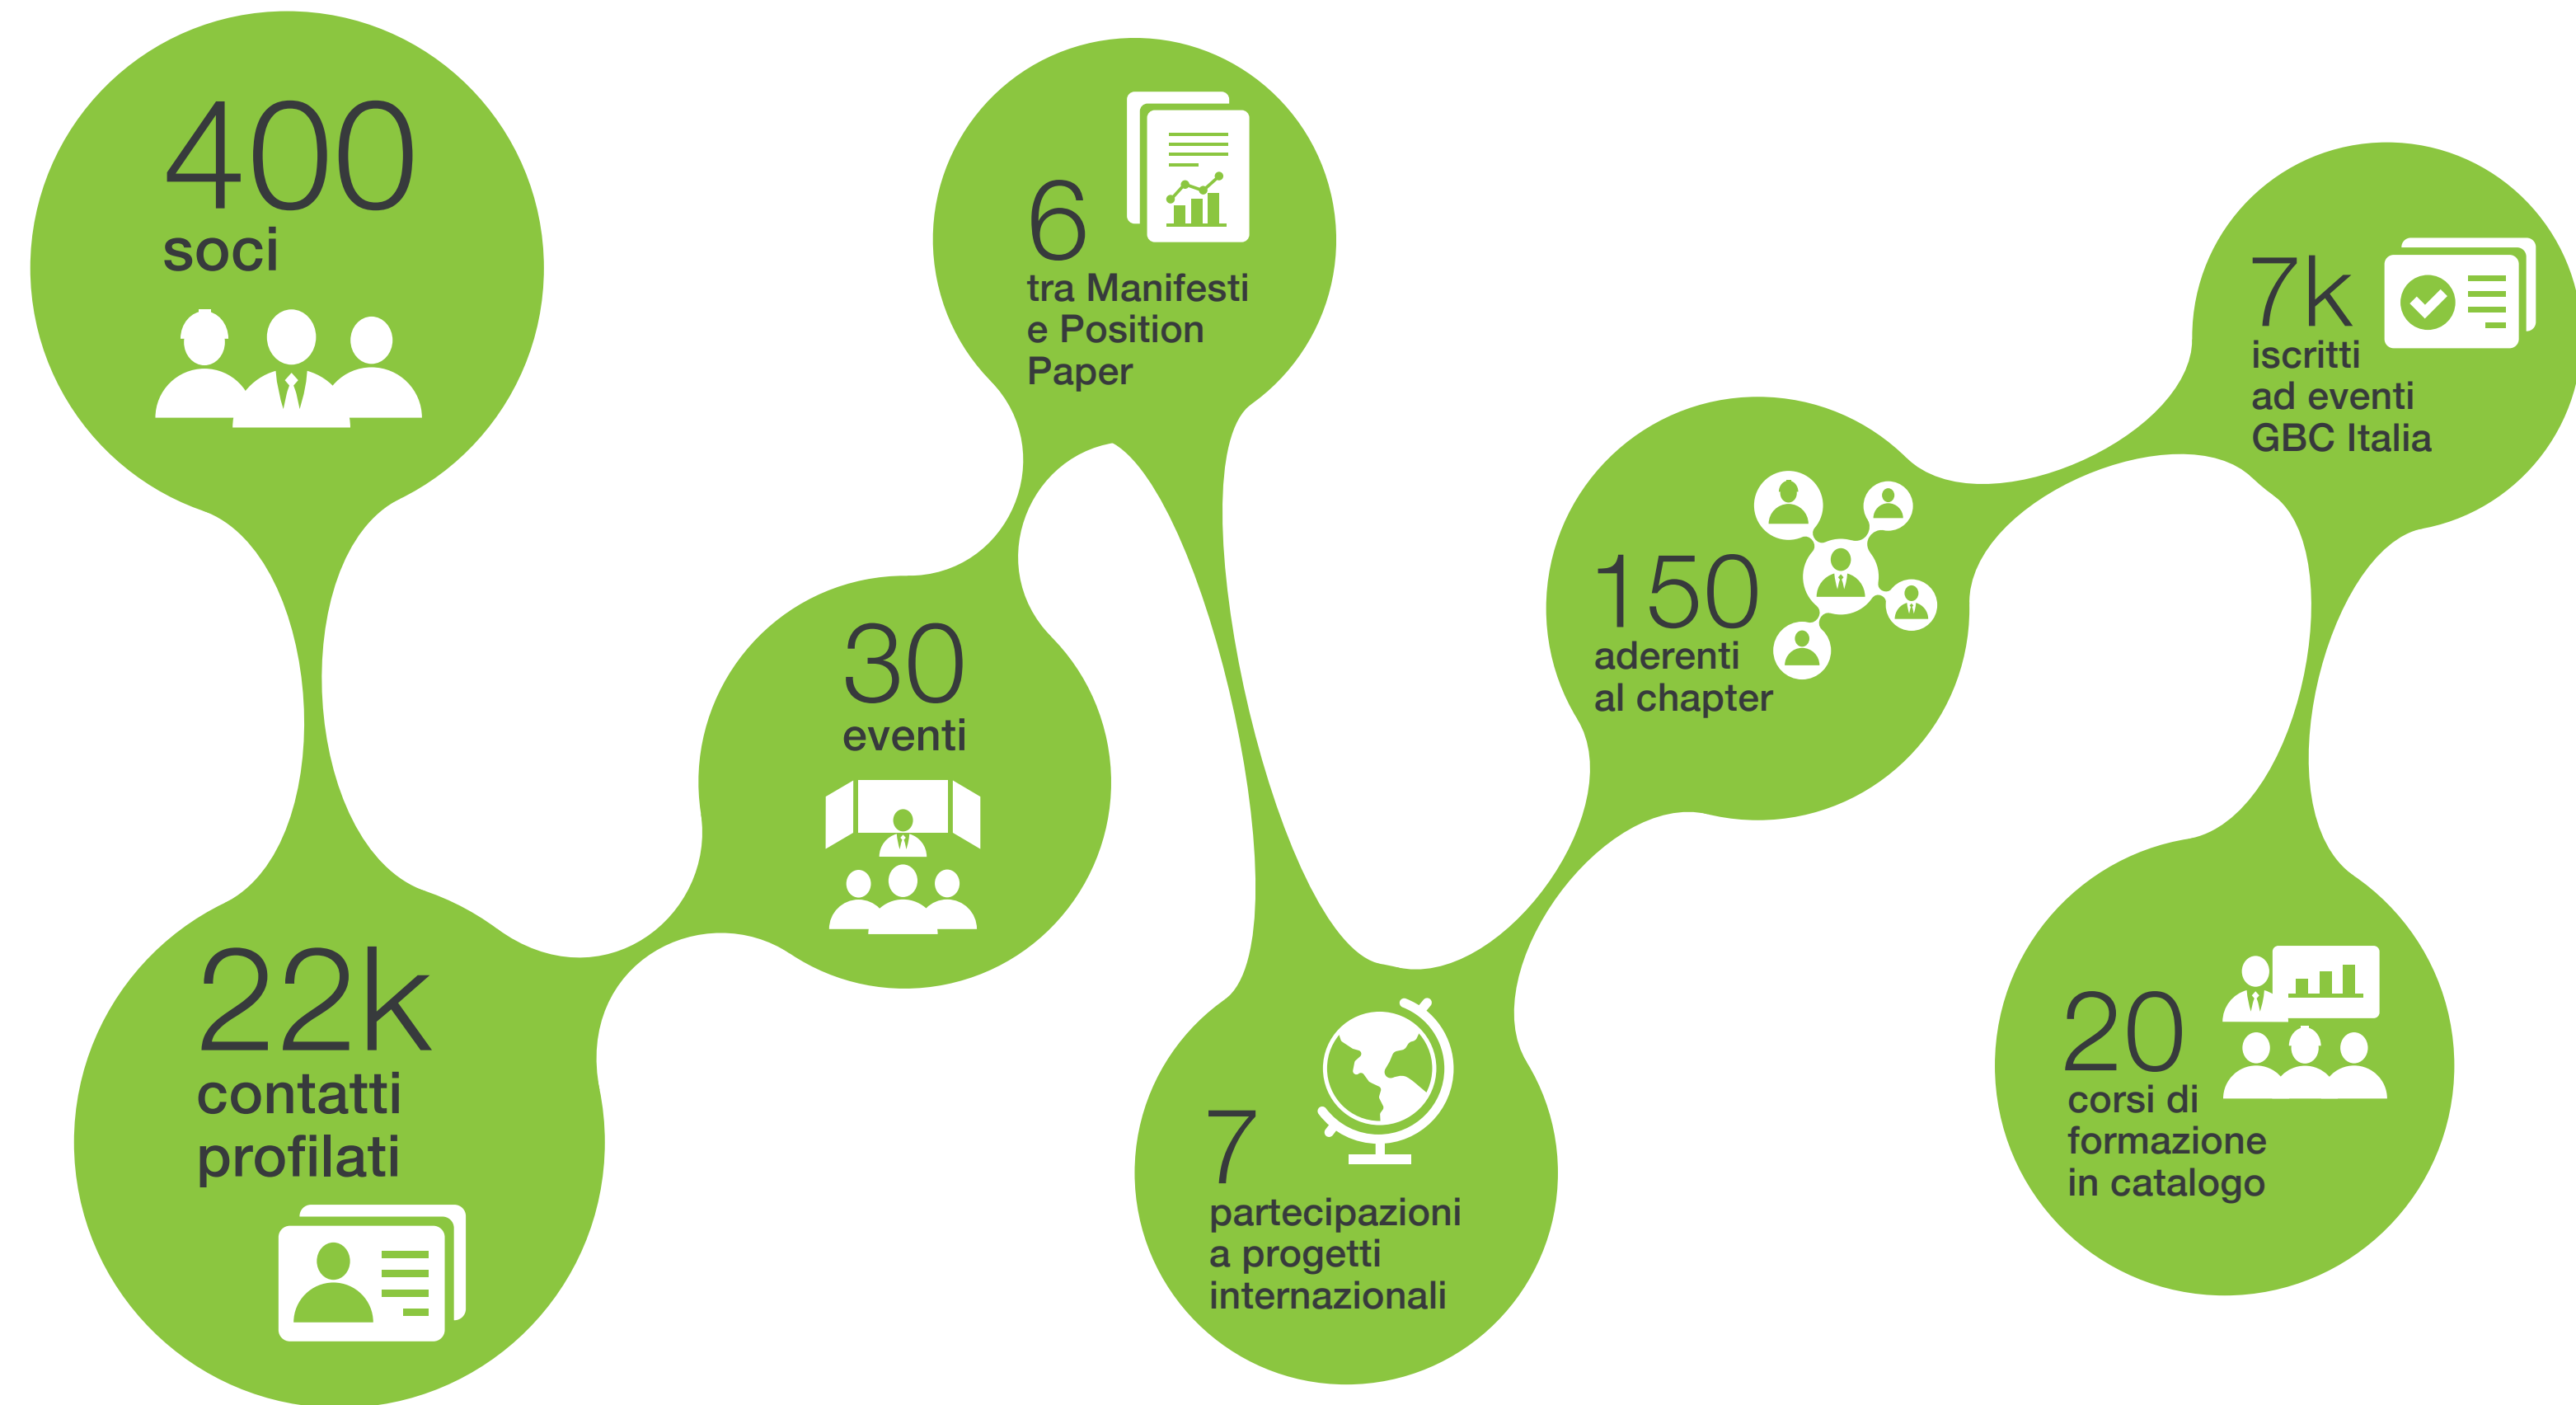 400
soci
22k
contatti
profilati
30
eventi
6
tra Manifesti
e Position
Paper
7
partecipazioni
a progetti
internazionali
150
aderenti
al chapter
7k
iscritti
ad eventi
GBC Italia
20
corsi di
formazione
in catalogo